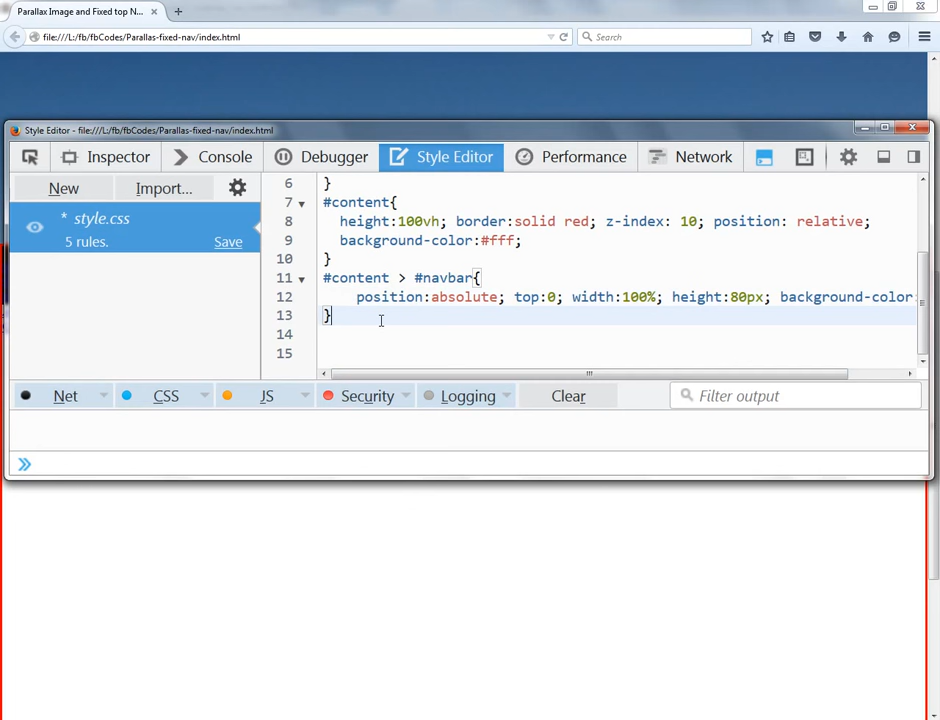 Parallax Image and Fixed top N...
file:///L:/fb/fbCodes/Parallas-fixed-nav/index.html
Search
Style Editor - file:///L:/fb/fbCodes/Parallas-fixed-nav/index.html
Inspector
Console
Debugger
Style Editor
Performance
Network
New
Import...
* style.css
5 rules.
Save
6 }
7 #content{
8 height:100vh; border:solid red; z-index: 10; position: relative;
9 background-color:#fff;
10 }
11 #content > #navbar{
12 position:absolute; top:0; width:100%; height:80px; background-color:
13 }
14
15
Net
CSS
JS
Security
Logging
Clear
Filter output